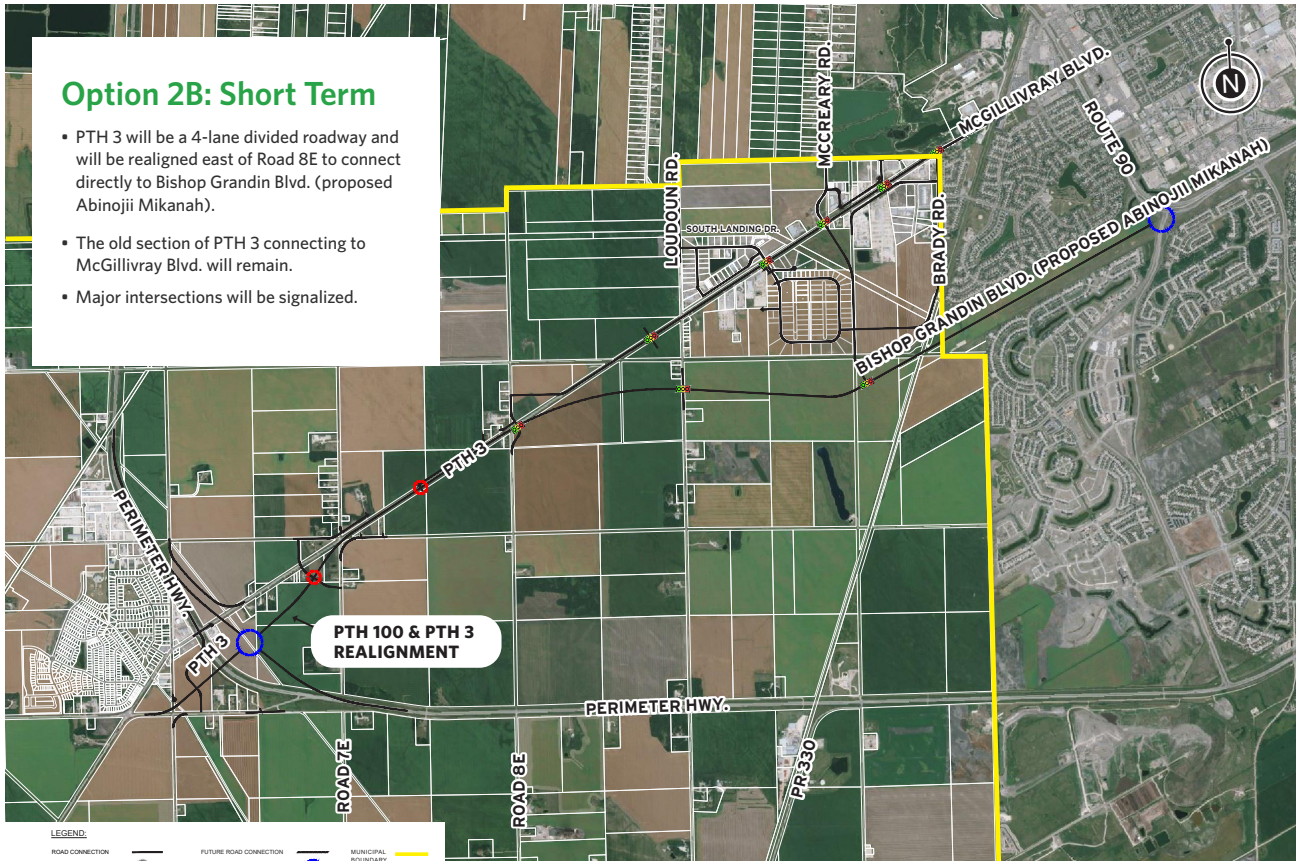 Option 2B: Short Term
▪ PTH 3 will be a 4-lane divided roadway and
will be realigned east of Road 8E to connect
directly to Bishop Grandin Blvd. (proposed
Abinojii Mikanah).
▪ The old section of PTH 3 connecting to
McGillivray Blvd. will remain.
▪ Major intersections will be signalized.
N
MCGILLIVRAY BLVD.
ROUTE 90
MCCREARY RD.
LOUDOUN RD.
SOUTH LANDING DR.
BRADY RD.
BISHOP GRANDIN BLVD. (PROPOSED ABINOJII MIKANAH)
PTH 3
PERIMETER HWY.
PTH 3
PTH 100 & PTH 3
REALIGNMENT
PERIMETER HWY.
ROAD 7E
ROAD 8E
PR 330
LEGEND:
ROAD CONNECTION
FUTURE ROAD CONNECTION
MUNICIPAL
BOUNDARY